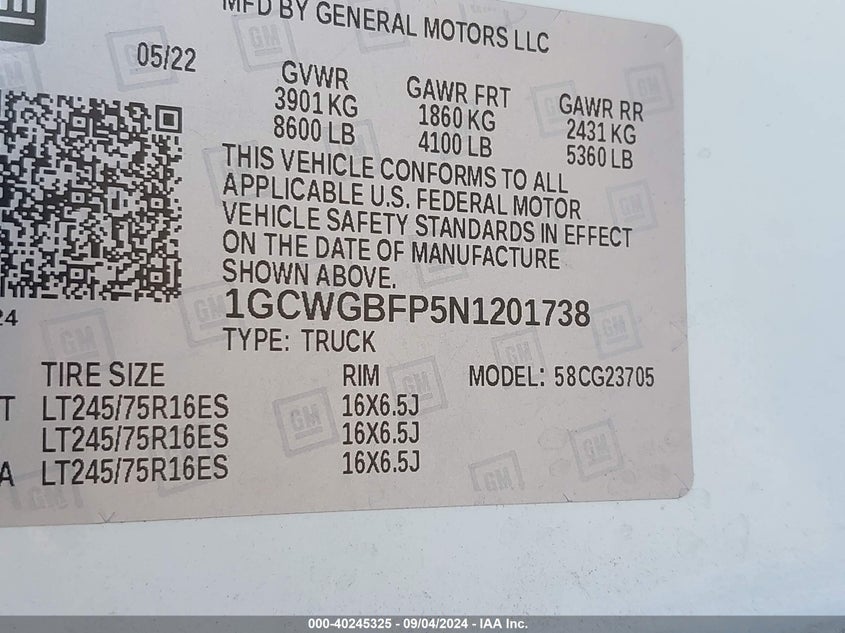 MFD BY GENERAL MOTORS LLC
05/22
GVWR GAWR FRT GAWR RR
3901 KG 1860 KG 2431 KG
8600 LB 4100 LB 5360 LB
THIS VEHICLE CONFORMS TO ALL
APPLICABLE U.S. FEDERAL MOTOR
VEHICLE SAFETY STANDARDS IN EFFECT
ON THE DATE OF MANUFACTURE
SHOWN ABOVE.
1GCWGBFP5N1201738
24
TYPE: TRUCK
TIRE SIZE RIM MODEL: 58CG23705
T LT245/75R16ES 16X6.5J
LT245/75R16ES 16X6.5J
A LT245/75R16ES 16X6.5J
GM
000-40245325 - 09/04/2024 - IAA Inc.